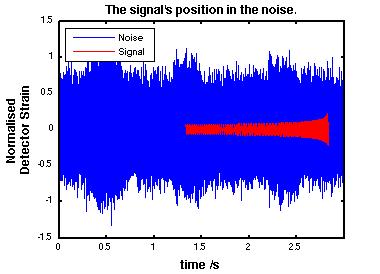 The signal's position in the noise.
1.5
Noise
Signal
1
0.5
0
-0.5
-1
-1.5
Normalised
Detector Strain
0 0.5 1 1.5 2 2.5
time /s